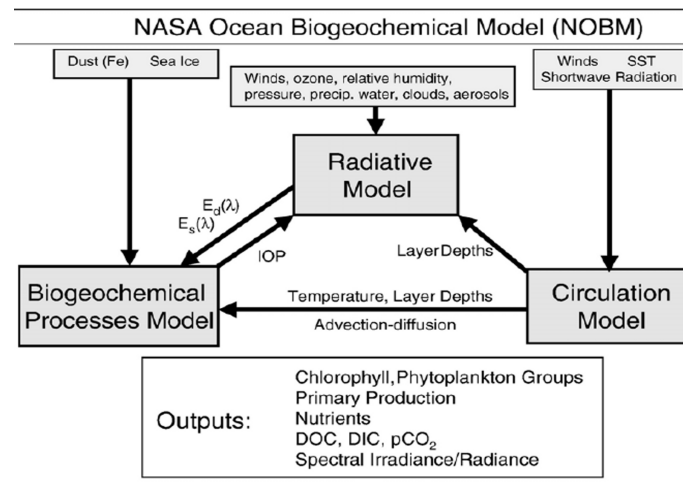 NASA Ocean Biogeochemical Model (NOBM)
Dust (Fe) Sea Ice
Winds, ozone, relative humidity,
pressure, precip. water, clouds, aerosols
Winds SST
Shortwave Radiation
Radiative
Model
Ed(λ)
Es(λ)
IOP
Layer Depths
Biogeochemical
Processes Model
Temperature, Layer Depths
Advection-diffusion
Circulation
Model
Outputs:
Chlorophyll, Phytoplankton Groups
Primary Production
Nutrients
DOC, DIC, pCO₂
Spectral Irradiance/Radiance